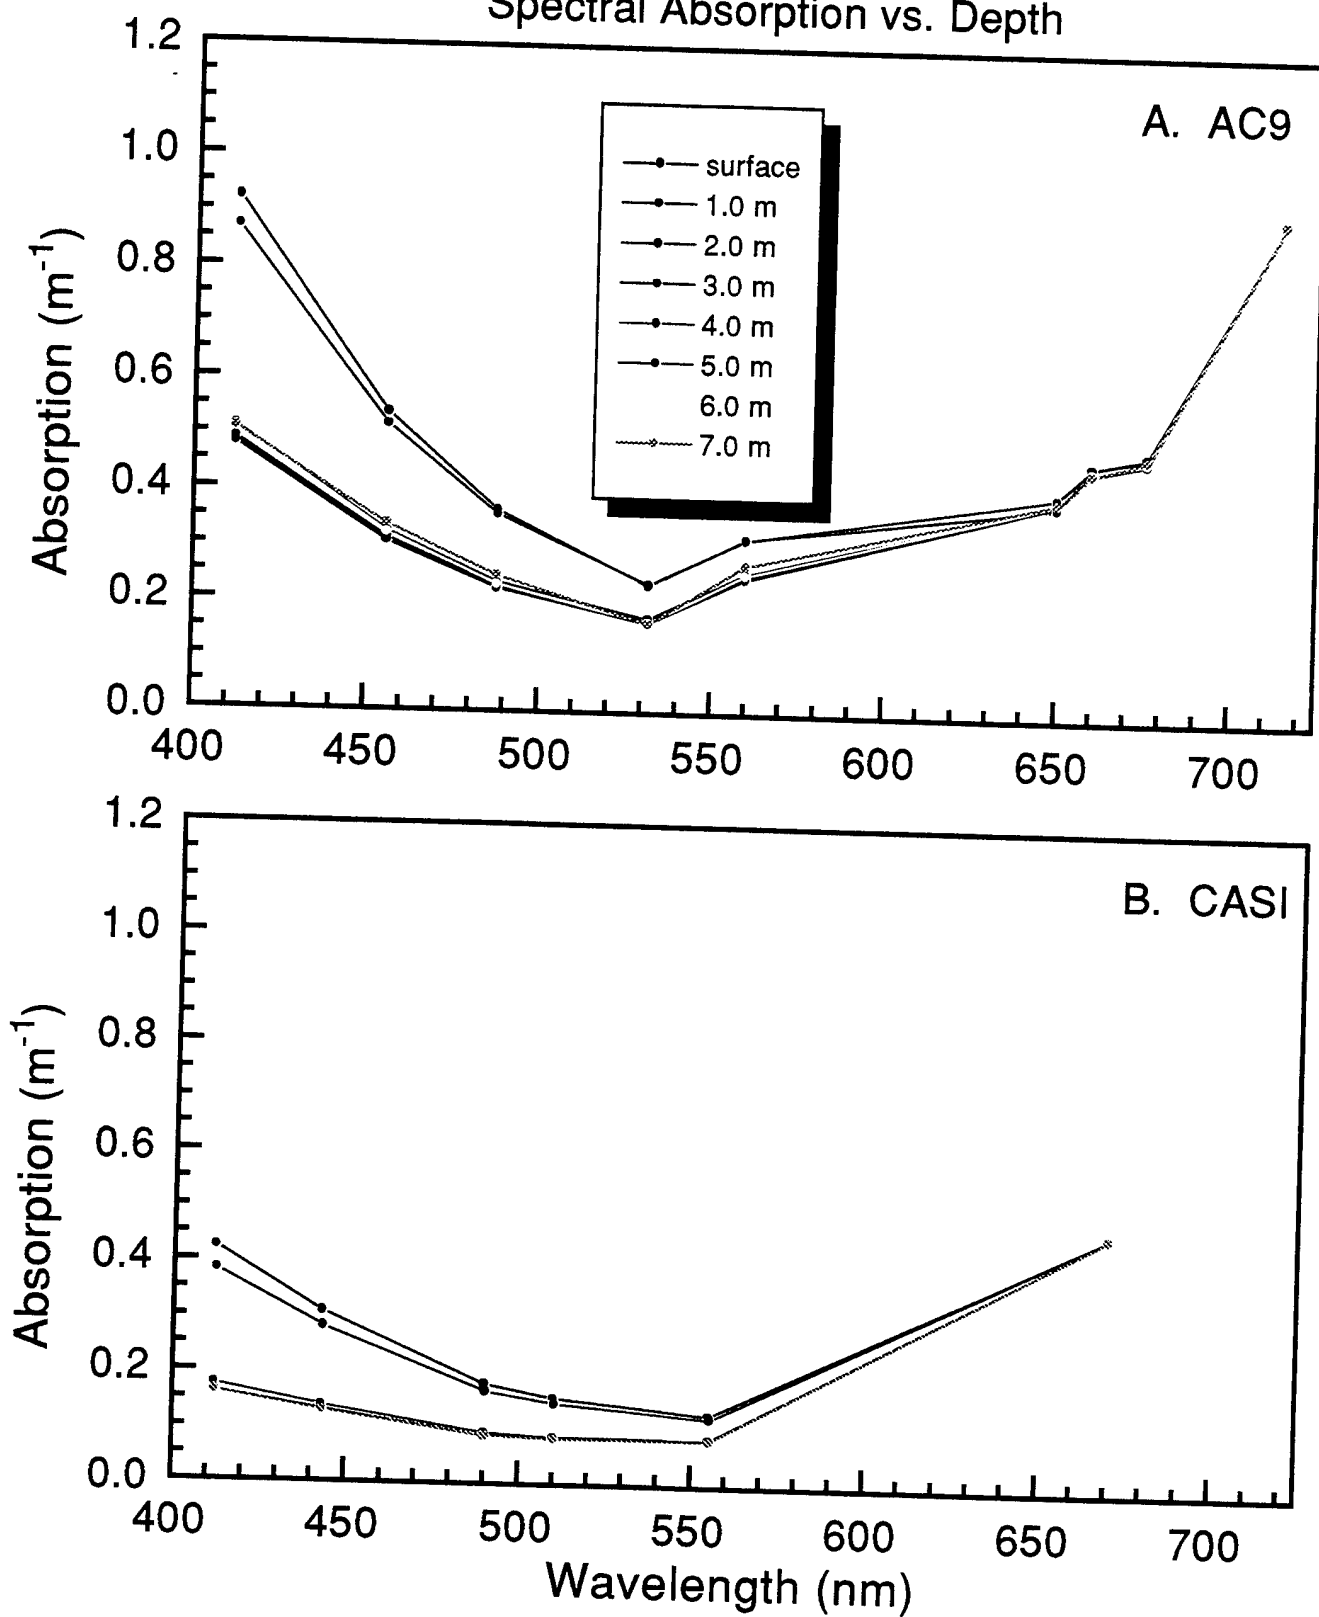 Spectral Absorption vs. Depth
1.2
A. AC9
1.0
0.8
0.6
0.4
0.2
0.0
Absorption (m-1)
surface
1.0 m
2.0 m
3.0 m
4.0 m
5.0 m
6.0 m
7.0 m
400 450 500 550 600 650 700
1.2
B. CASI
1.0
0.8
0.6
0.4
0.2
0.0
Absorption (m-1)
400 450 500 550 600 650 700
Wavelength (nm)